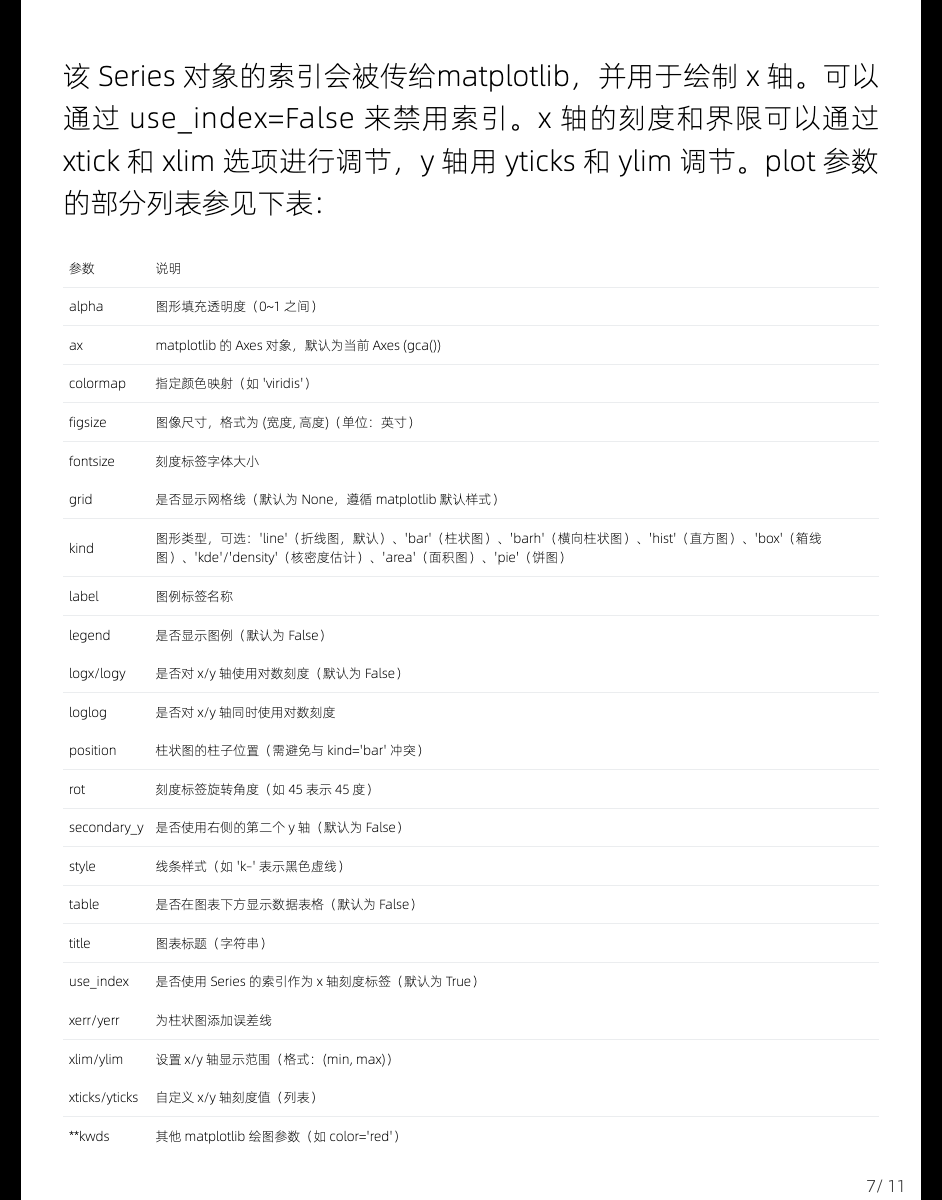 该 Series 对象的索引会被传给matplotlib，并用于绘制 x 轴。可以
通过 use_index=False 来禁用索引。x 轴的刻度和界限可以通过
xtick 和 xlim 选项进行调节，y 轴用 yticks 和 ylim 调节。plot 参数
的部分列表参见下表：
参数 说明
alpha 图形填充透明度（0~1 之间）
ax matplotlib 的 Axes 对象，默认为当前 Axes (gca())
colormap 指定颜色映射（如 'viridis'）
figsize 图像尺寸，格式为 (宽度, 高度)（单位：英寸）
fontsize 刻度标签字体大小
grid 是否显示网格线（默认为 None，遵循 matplotlib 默认样式）
kind 图形类型，可选：'line'（折线图，默认）、'bar'（柱状图）、'barh'（横向柱状图）、'hist'（直方图）、'box'（箱线
图）、'kde'/'density'（核密度估计）、'area'（面积图）、'pie'（饼图）
label 图例标签名称
legend 是否显示图例（默认为 False）
logx/logy 是否对 x/y 轴使用对数刻度（默认为 False）
loglog 是否对 x/y 轴同时使用对数刻度
position 柱状图的柱子位置（需避免与 kind='bar' 冲突）
rot 刻度标签旋转角度（如 45 表示 45 度）
secondary_y 是否使用右侧的第二个 y 轴（默认为 False）
style 线条样式（如 'k–' 表示黑色虚线）
table 是否在图表下方显示数据表格（默认为 False）
title 图表标题（字符串）
use_index 是否使用 Series 的索引作为 x 轴刻度标签（默认为 True）
xerr/yerr 为柱状图添加误差线
xlim/ylim 设置 x/y 轴显示范围（格式：(min, max)）
xticks/yticks 自定义 x/y 轴刻度值（列表）
**kwds 其他 matplotlib 绘图参数（如 color='red'）
7/ 11